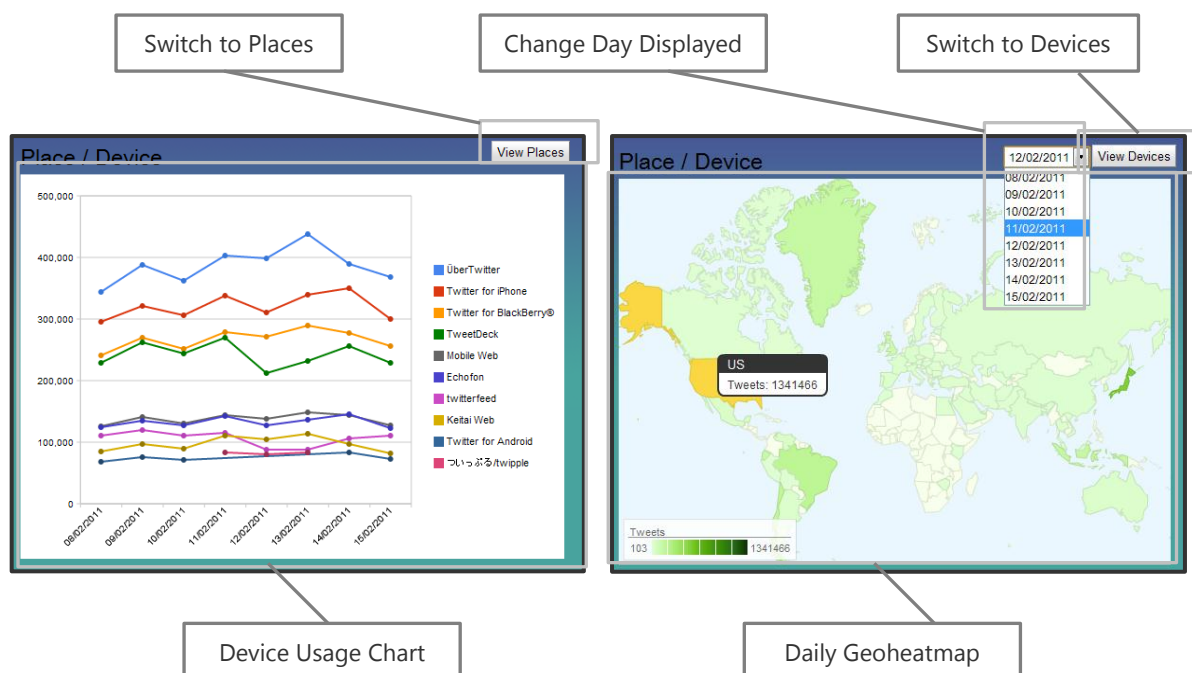 Switch to Places
Change Day Displayed
Switch to Devices
Place / Device
View Places
500,000
400,000
300,000
200,000
100,000
0
08/02/2011
09/02/2011
10/02/2011
11/02/2011
12/02/2011
13/02/2011
14/02/2011
15/02/2011
ÜberTwitter
Twitter for iPhone
Twitter for BlackBerry®
TweetDeck
Mobile Web
Echofon
twitterfeed
Keitai Web
Twitter for Android
ついっぷる/twipple
Place / Device
12/02/2011
View Devices
08/02/2011
09/02/2011
10/02/2011
11/02/2011
12/02/2011
13/02/2011
14/02/2011
15/02/2011
US
Tweets: 1341466
Tweets
103
1341466
Device Usage Chart
Daily Geoheatmap